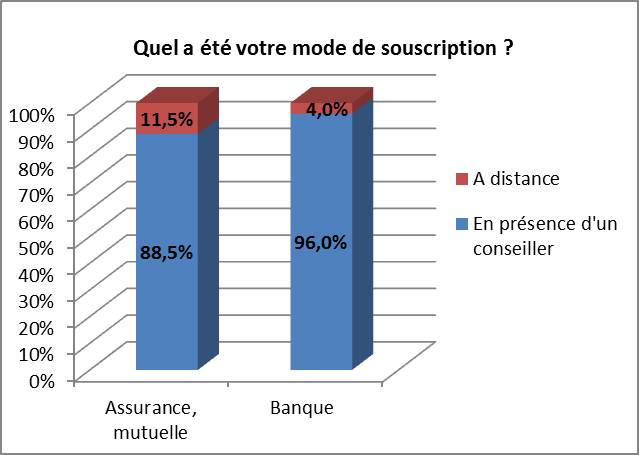 Quel a été votre mode de souscription ?
100%
90%
80%
70%
60%
50%
40%
30%
20%
10%
0%
11,5%
4,0%
88,5%
96,0%
A distance
En présence d'un
conseiller
Assurance,
mutuelle
Banque